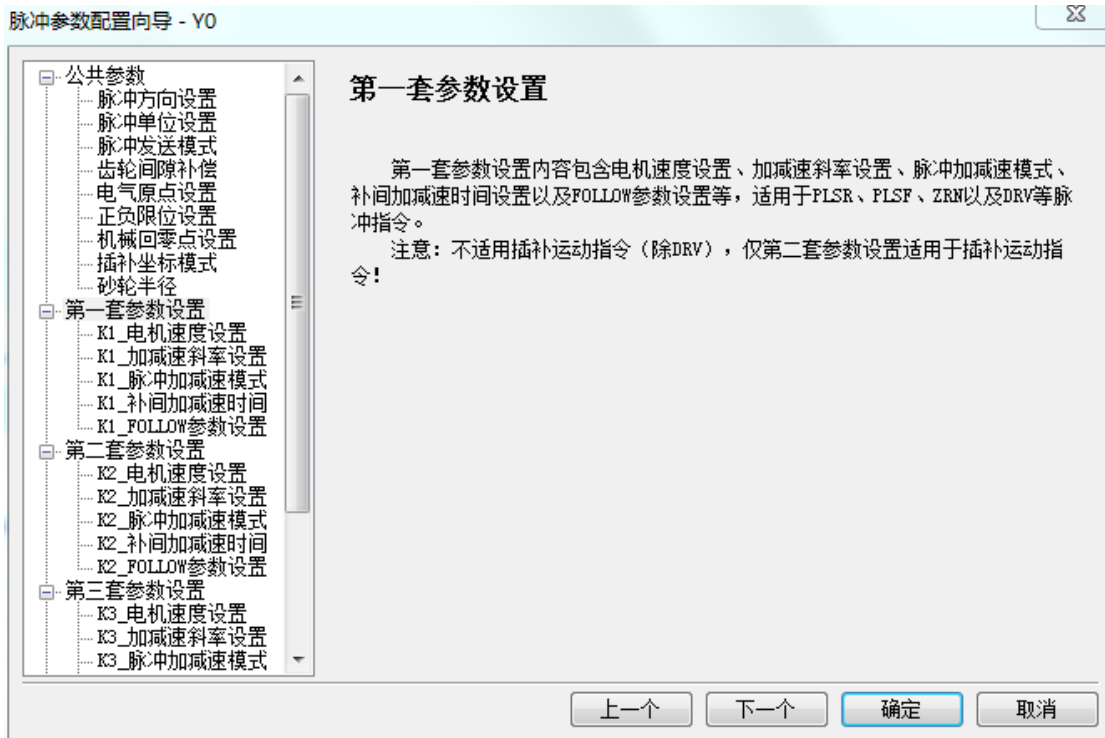 脉冲参数配置向导 - Y0
公共参数
脉冲方向设置
脉冲单位设置
脉冲发送模式
齿轮间隙补偿
电气原点设置
正负限位设置
机械回零点设置
插补坐标模式
砂轮半径
第一套参数设置
K1_电机速度设置
K1_加减速斜率设置
K1_脉冲加减速模式
K1_补间加减速时间
K1_FOLLOW参数设置
第二套参数设置
K2_电机速度设置
K2_加减速斜率设置
K2_脉冲加减速模式
K2_补间加减速时间
K2_FOLLOW参数设置
第三套参数设置
K3_电机速度设置
K3_加减速斜率设置
K3_脉冲加减速模式
第一套参数设置
第一套参数设置内容包含电机速度设置、加减速斜率设置、脉冲加减速模式、
补间加减速时间设置以及FOLLOW参数设置等，适用于PLSR、PLSF、ZRN以及DRV等脉
冲指令。
注意：不适用插补运动指令（除DRV），仅第二套参数设置适用于插补运动指
令！
上一个
下一个
确定
取消